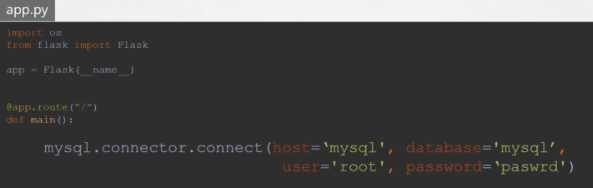 app.py
import os
from flask import Flask
app = Flask(__name__)
@app.route("/")
def main():
mysql.connector.connect(host=‘mysql', database='mysql’,
user='root', password=‘paswrd')